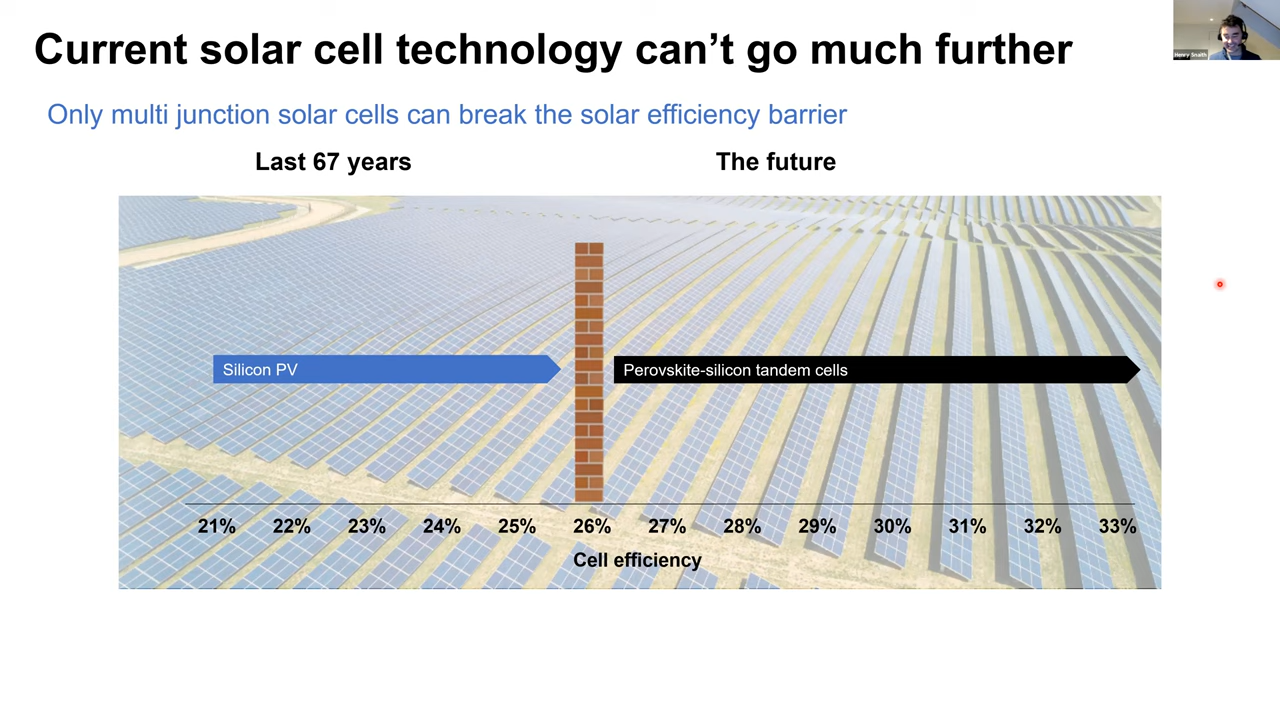 Current solar cell technology can’t go much further
Henry Snaith
Only multi junction solar cells can break the solar efficiency barrier
Last 67 years
The future
Silicon PV
Perovskite-silicon tandem cells
21% 22% 23% 24% 25% 26% 27% 28% 29% 30% 31% 32% 33%
Cell efficiency